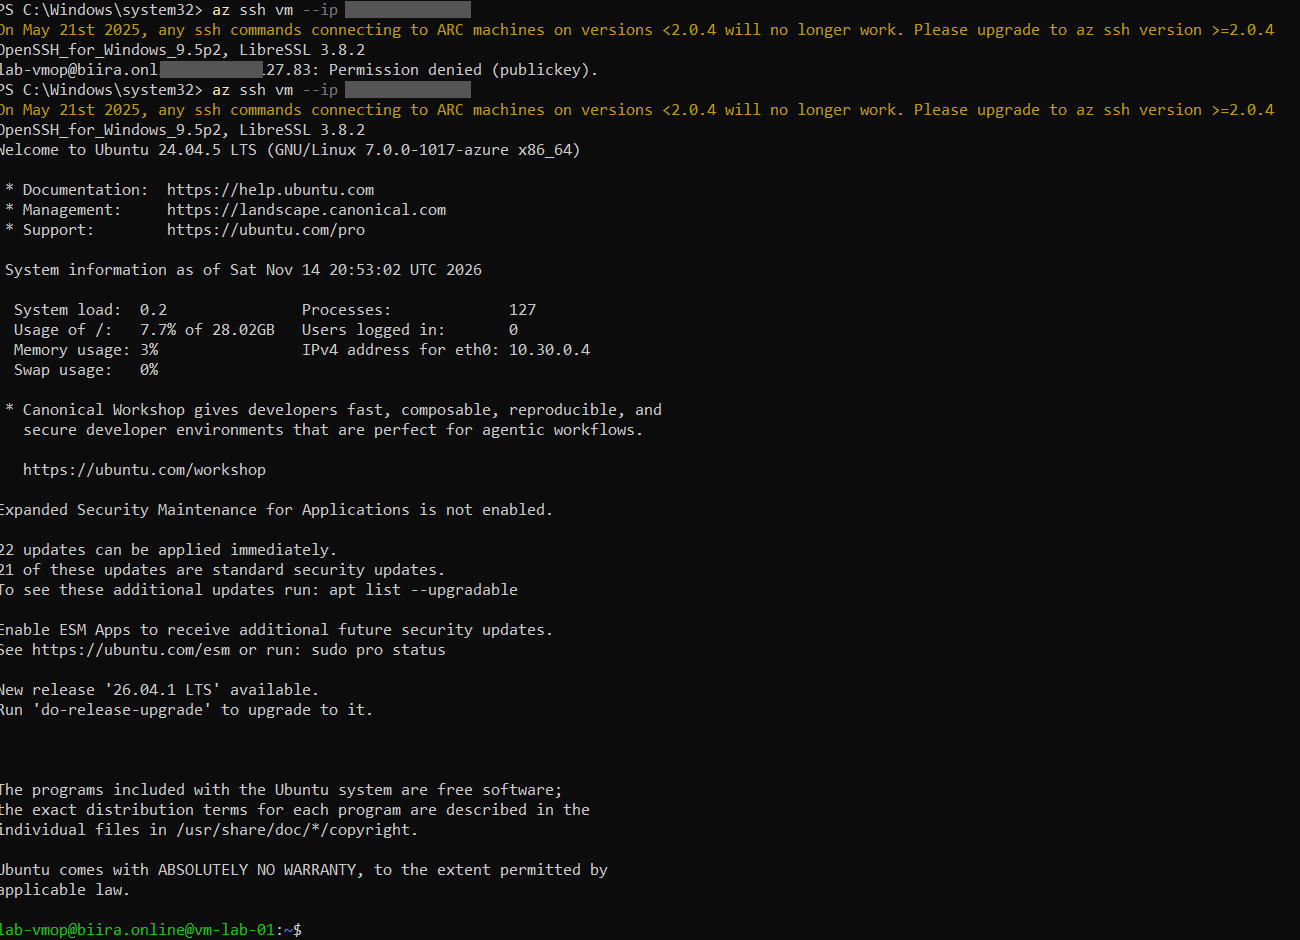 PS C:\Windows\system32> az ssh vm --ip
On May 21st 2025, any ssh commands connecting to ARC machines on versions <2.0.4 will no longer work. Please upgrade to az ssh version >=2.0.4
OpenSSH_for_Windows_9.5p2, LibreSSL 3.8.2
lab-vmop@biira.onl .27.83: Permission denied (publickey).
PS C:\Windows\system32> az ssh vm --ip
On May 21st 2025, any ssh commands connecting to ARC machines on versions <2.0.4 will no longer work. Please upgrade to az ssh version >=2.0.4
OpenSSH_for_Windows_9.5p2, LibreSSL 3.8.2
Welcome to Ubuntu 24.04.5 LTS (GNU/Linux 7.0.0-1017-azure x86_64)
* Documentation: https://help.ubuntu.com
* Management: https://landscape.canonical.com
* Support: https://ubuntu.com/pro
System information as of Sat Nov 14 20:53:02 UTC 2026
System load: 0.2 Processes: 127
Usage of /: 7.7% of 28.02GB Users logged in: 0
Memory usage: 3% IPv4 address for eth0: 10.30.0.4
Swap usage: 0%
* Canonical Workshop gives developers fast, composable, reproducible, and
secure developer environments that are perfect for agentic workflows.
https://ubuntu.com/workshop
Expanded Security Maintenance for Applications is not enabled.
22 updates can be applied immediately.
21 of these updates are standard security updates.
To see these additional updates run: apt list --upgradable
Enable ESM Apps to receive additional future security updates.
See https://ubuntu.com/esm or run: sudo pro status
New release '26.04.1 LTS' available.
Run 'do-release-upgrade' to upgrade to it.
The programs included with the Ubuntu system are free software;
the exact distribution terms for each program are described in the
individual files in /usr/share/doc/*/copyright.
Ubuntu comes with ABSOLUTELY NO WARRANTY, to the extent permitted by
applicable law.
lab-vmop@biira.online@vm-lab-01:~$